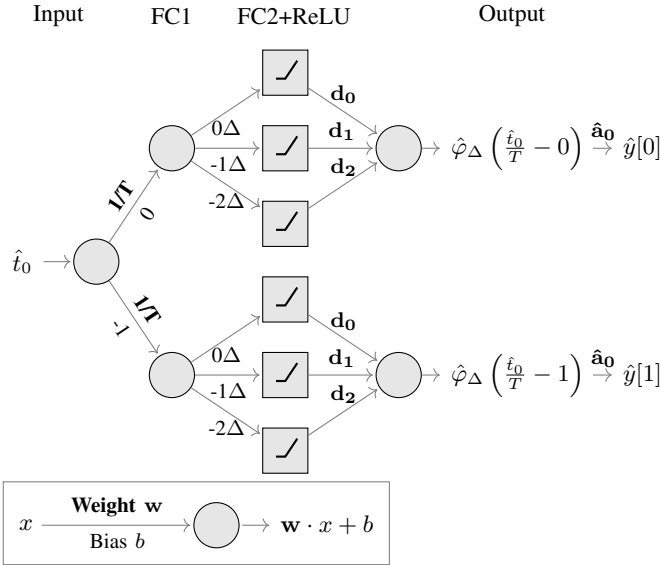 Input FC1 FC2+ReLU Output
d₀
0Δ d₁
-1Δ d₂
-2Δ
φ̂_Δ (t̂₀/T − 0) →^{â₀} ŷ[0]
1/T
0
t̂₀
1/T
-1
d₀
0Δ d₁
-1Δ d₂
-2Δ
φ̂_Δ (t̂₀/T − 1) →^{â₀} ŷ[1]
Weight w
x → w · x + b
Bias b